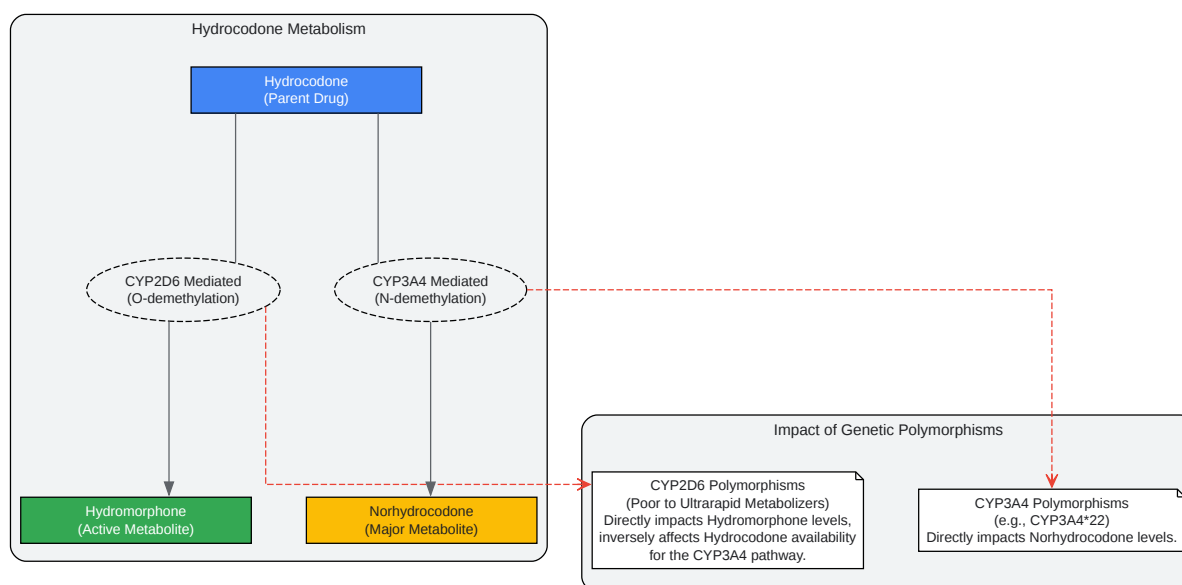 Hydrocodone Metabolism
Hydrocodone
(Parent Drug)
CYP2D6 Mediated
(O-demethylation)
CYP3A4 Mediated
(N-demethylation)
Hydromorphone
(Active Metabolite)
Norhydrocodone
(Major Metabolite)
Impact of Genetic Polymorphisms
CYP2D6 Polymorphisms
(Poor to Ultrarapid Metabolizers)
Directly impacts Hydromorphone levels,
inversely affects Hydrocodone availability
for the CYP3A4 pathway.
CYP3A4 Polymorphisms
(e.g., CYP3A4*22)
Directly impacts Norhydrocodone levels.